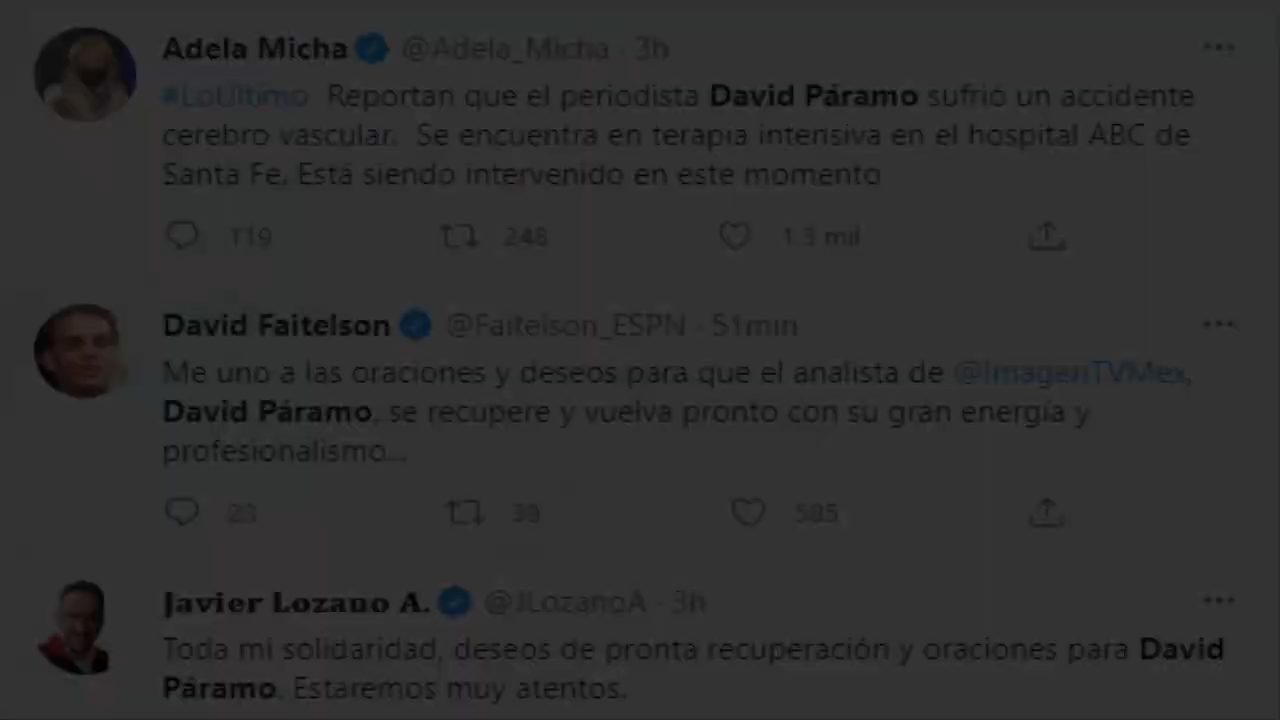 Adela Micha @Adela_Micha · 3h
#LoUltimo Reportan que el periodista David Páramo sufrió un accidente
cerebro vascular. Se encuentra en terapia intensiva en el hospital ABC de
Santa Fe. Está siendo intervenido en este momento
119 248 1.3 mil
David Faitelson @Faitelson_ESPN · 51min
Me uno a las oraciones y deseos para que el analista de @ImagenTVMex,
David Páramo, se recupere y vuelva pronto con su gran energía y
profesionalismo...
23 38 585
Javier Lozano A. @JLozanoA · 3h
Toda mi solidaridad, deseos de pronta recuperación y oraciones para David
Páramo. Estaremos muy atentos.